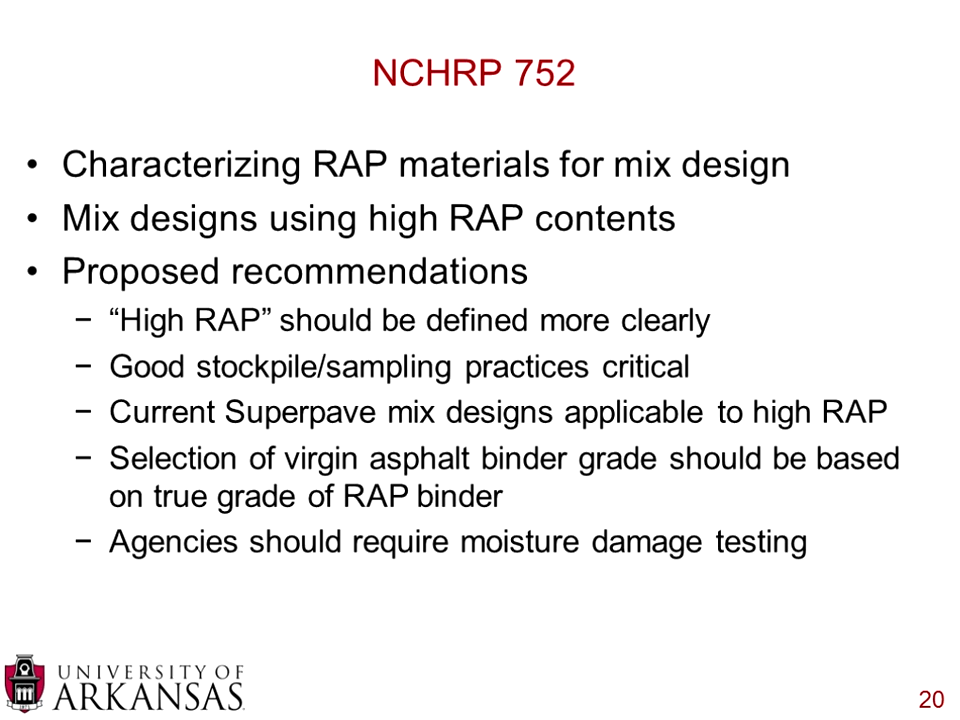 NCHRP 752
• Characterizing RAP materials for mix design
• Mix designs using high RAP contents
• Proposed recommendations
− “High RAP” should be defined more clearly
− Good stockpile/sampling practices critical
− Current Superpave mix designs applicable to high RAP
− Selection of virgin asphalt binder grade should be based
on true grade of RAP binder
− Agencies should require moisture damage testing
UNIVERSITY OF
ARKANSAS
20